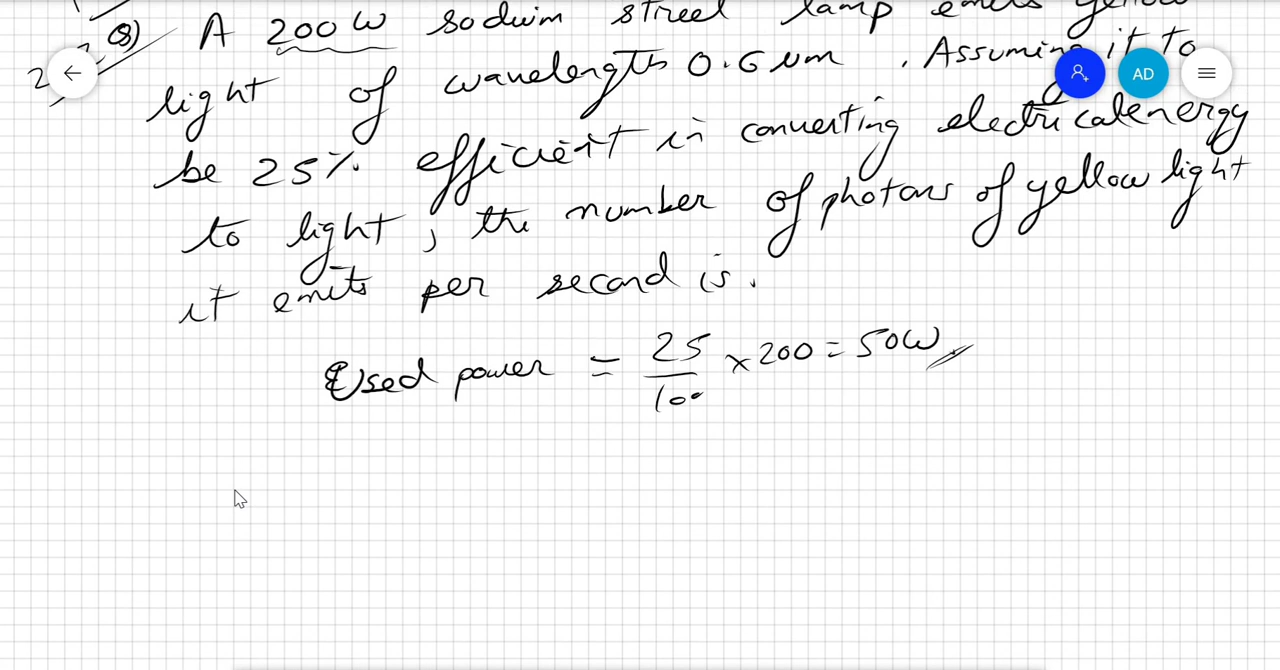 Q) A 200 W sodium street lamp emits yellow
light of wavelength 0.6 um . Assuming it to
AD
be 25% efficient in converting electrical energy
to light, the number of photons of yellow light
it emits per second is.
Used power = 25/100 × 200 = 50W